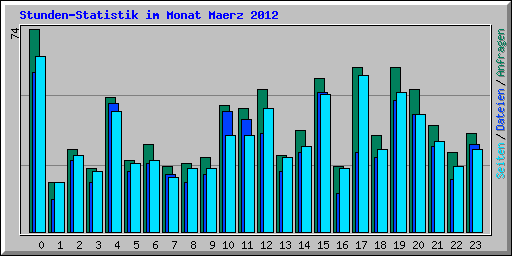 Stunden-Statistik im Monat Maerz 2012
74
Seiten / Dateien / Anfragen
0 1 2 3 4 5 6 7 8 9 10 11 12 13 14 15 16 17 18 19 20 21 22 23